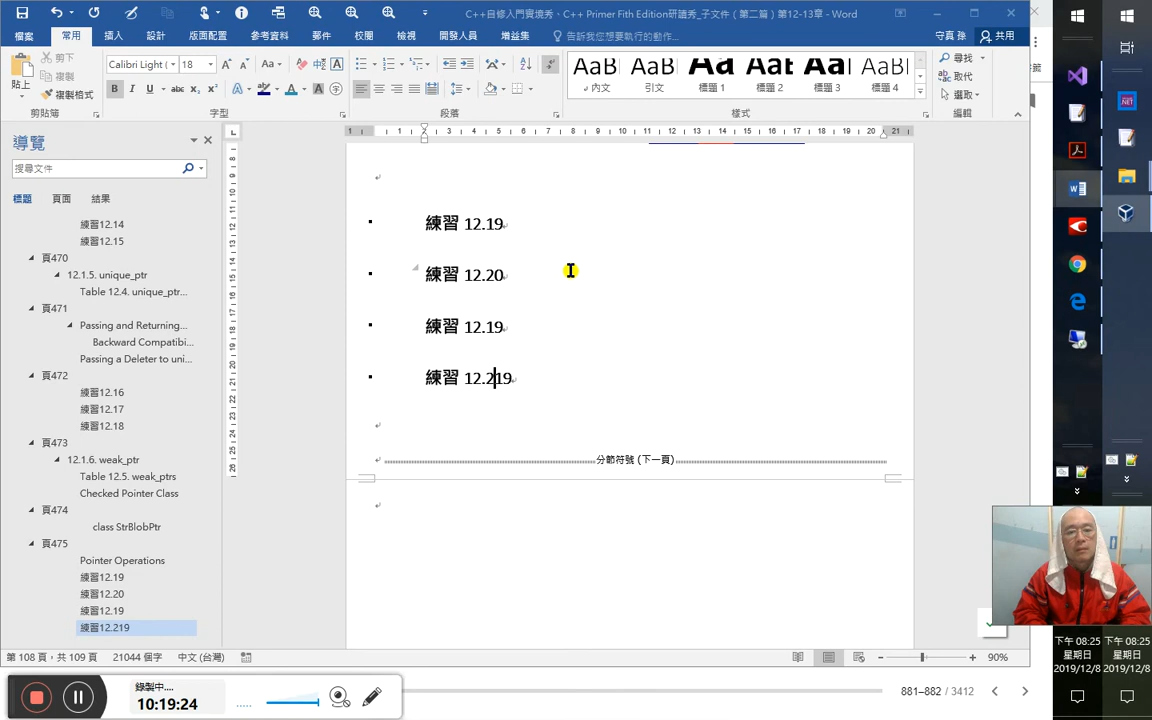 C++自修入門實境秀、C++ Primer Fith Edition研讀秀_子文件（第二篇）第12-13章 - Word
檔案
常用
插入
設計
版面配置
參考資料
郵件
校閱
檢視
開發人員
增益集
告訴我您想要執行的動作...
守真 孫
共用
貼上
剪下
複製
複製格式
剪貼簿
Calibri Light (
18
字型
段落
AaB
內文
AaB
引文
Aa
標題 1
AaB
標題 2
AaB
標題 3
AaBb
標題 4
樣式
尋找
取代
選取
編輯
導覽
搜尋文件
標題
頁面
結果
練習12.14
練習12.15
頁470
12.1.5. unique_ptr
Table 12.4. unique_ptr...
頁471
Passing and Returning...
Backward Compatibi...
Passing a Deleter to uni...
頁472
練習12.16
練習12.17
練習12.18
頁473
12.1.6. weak_ptr
Table 12.5. weak_ptrs
Checked Pointer Class
頁474
class StrBlobPtr
頁475
Pointer Operations
練習12.19
練習12.20
練習12.19
練習12.219
練習 12.19
練習 12.20
練習 12.19
練習 12.219
分節符號 (下一頁)
第 108 頁，共 109 頁
21044 個字
中文 (台灣)
90%
錄製中....
10:19:24
881–882 / 3412
下午 08:25
星期日
2019/12/8
下午 08:25
星期日
2019/12/8